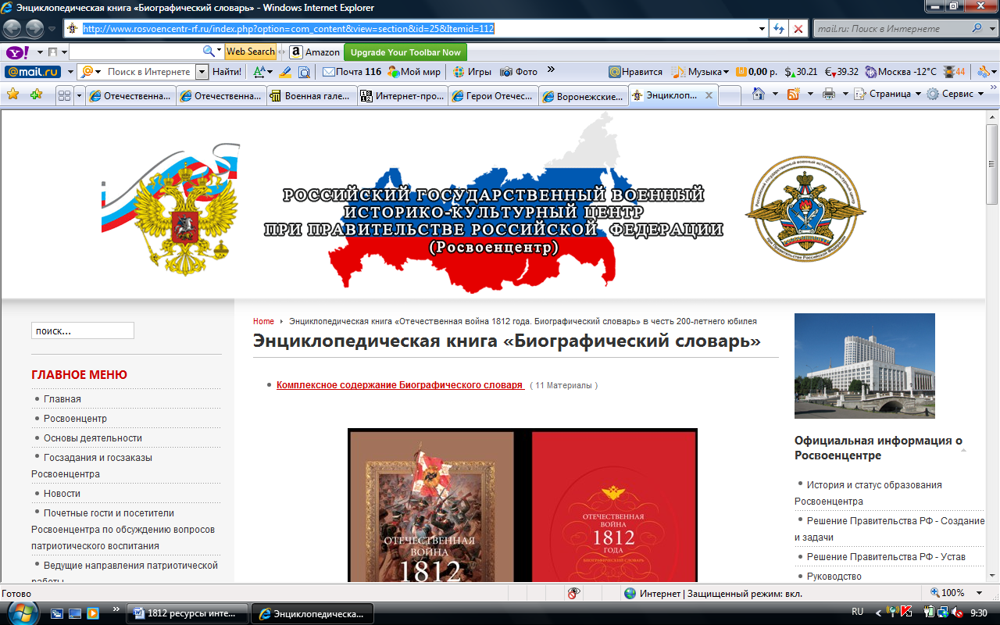 Энциклопедическая книга «Биографический словарь» - Windows Internet Explorer
http://www.rosvoencentr-rf.ru/index.php?option=com_content&view=section&id=25&Itemid=112
mail.ru: Поиск в Интернете
Y! Web Search a Amazon Upgrade Your Toolbar Now
@mail.ru Поиск в Интернете Найти! Почта 116 Мой мир Игры Фото » Нравится Музыка 0,00 р. $ 30.21 € 39.32 Москва -12°C 44
Отечественна... Отечественна... Военная гале... Интернет-про... Герои Отечес... Воронежские... Энциклоп... Страница Сервис
РОССИЙСКИЙ ГОСУДАРСТВЕННЫЙ ВОЕННЫЙ
ИСТОРИКО-КУЛЬТУРНЫЙ ЦЕНТР
ПРИ ПРАВИТЕЛЬСТВЕ РОССИЙСКОЙ ФЕДЕРАЦИИ
(Росвоенцентр)
поиск...
ГЛАВНОЕ МЕНЮ
Главная
Росвоенцентр
Основы деятельности
Госзадания и госзаказы
Росвоенцентра
Новости
Почетные гости и посетители
Росвоенцентра по обсуждению вопросов
патриотического воспитания
Ведущие направления патриотической
работы
Home Энциклопедическая книга «Отечественная война 1812 года. Биографический словарь» в честь 200-летнего юбилея
Энциклопедическая книга «Биографический словарь»
Комплексное содержание Биографического словаря ( 11 Материалы )
ОТЕЧЕСТВЕННАЯ
ВОЙНА
1812
ОТЕЧЕСТВЕННАЯ
ВОЙНА
1812
ГОДА
БИОГРАФИЧЕСКИЙ СЛОВАРЬ
Официальная информация о
Росвоенцентре
История и статус образования
Росвоенцентра
Решение Правительства РФ - Создание
и задачи
Решение Правительства РФ - Устав
Руководство
Готово Интернет | Защищенный режим: вкл. 100%
» 1812 ресурсы инте... Энциклопедическа... RU 9:30